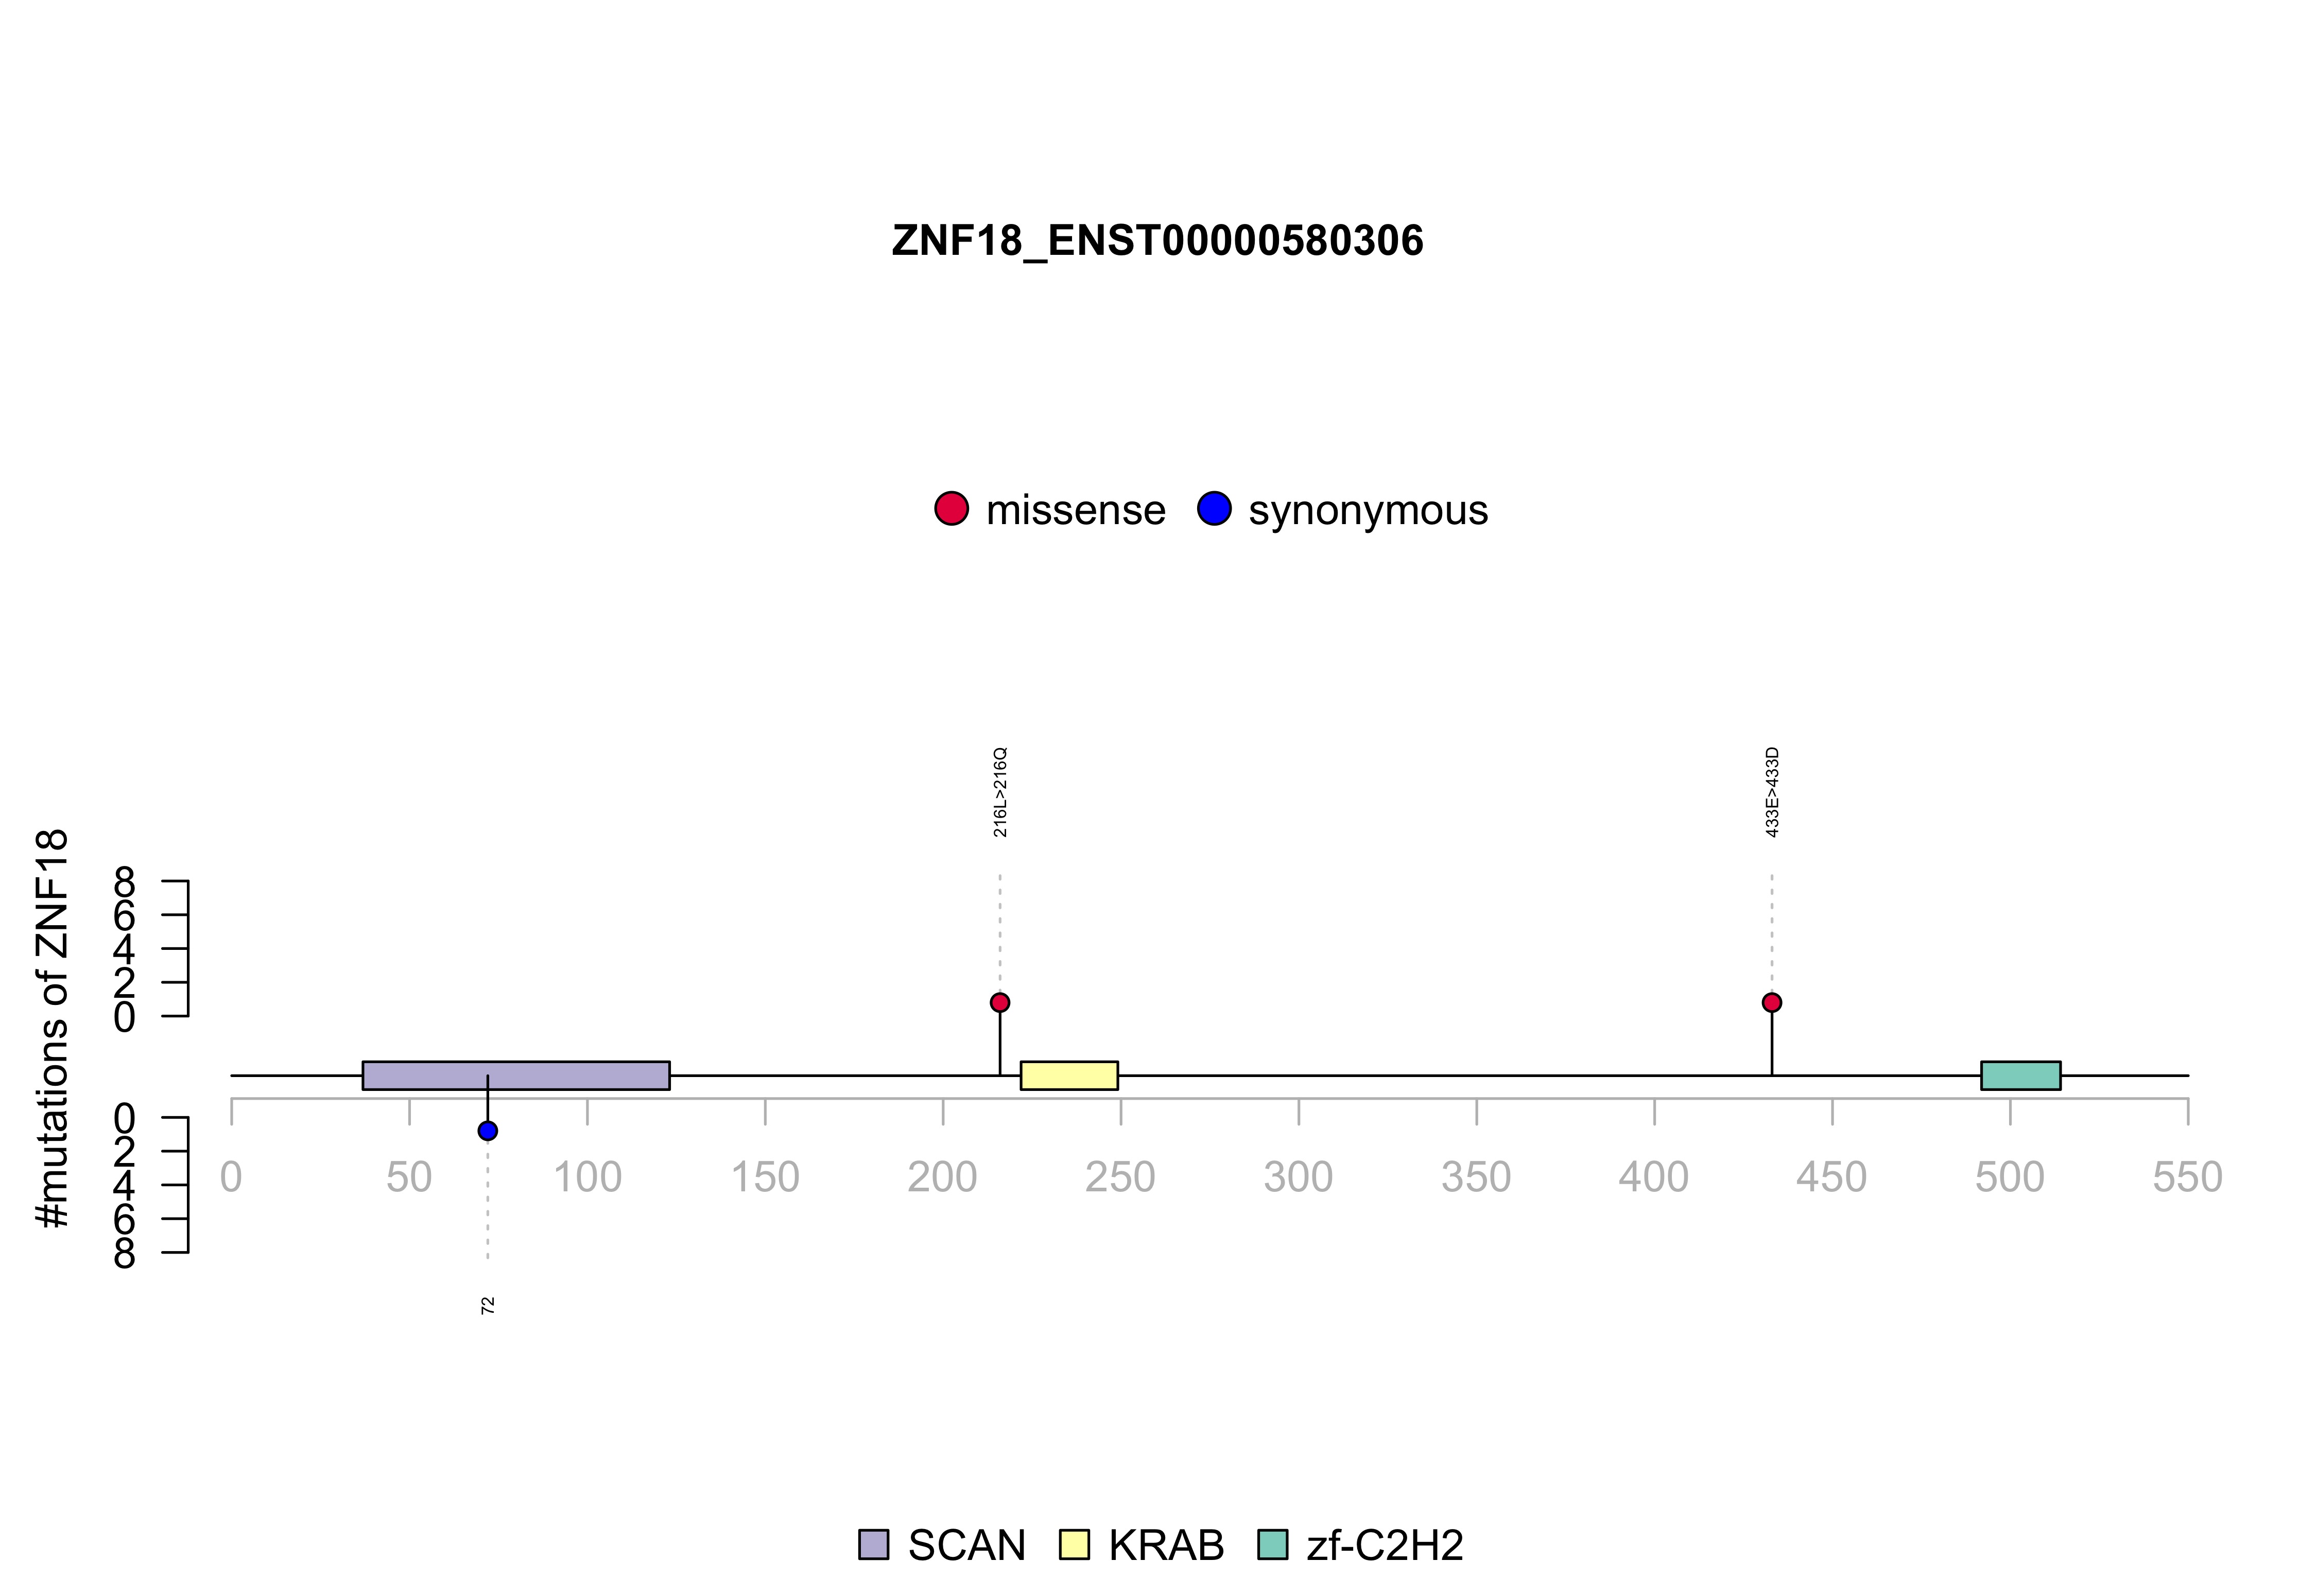 ZNF18_ENST00000580306
missense synonymous
216L>216Q
433E>433D
#mutations of ZNF18
8
6
4
2
0
0
2
4
6
8
0 50 100 150 200 250 300 350 400 450 500 550
72
SCAN KRAB zf-C2H2